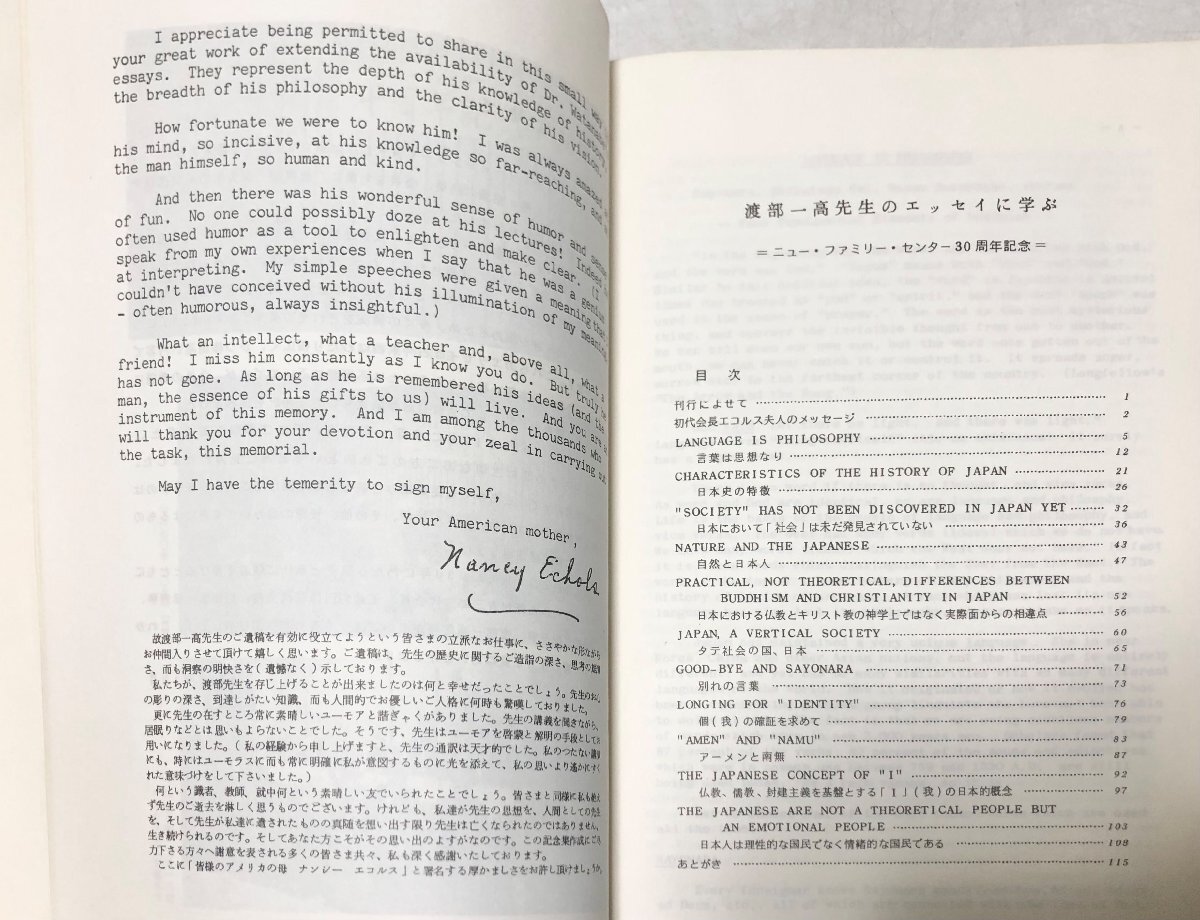 I appreciate being permitted to share in this small way
your great work of extending the availability of Dr. Watanabe's
essays. They represent the depth of his knowledge of history,
the breadth of his philosophy and the clarity of his vision.
How fortunate we were to know him! I was always amazed at
his mind, so incisive, at his knowledge so far-reaching, and at
the man himself, so human and kind.
And then there was his wonderful sense of humor and sense
of fun. No one could possibly doze at his lectures! Indeed he
often used humor as a tool to enlighten and make clear. (I
speak from my own experiences when I say that he was a genius
at interpreting. My simple speeches were given a meaning that I
couldn't have conceived without his illumination of my meaning
- often humorous, always insightful.)
What an intellect, what a teacher and, above all, what a
friend! I miss him constantly as I know you do. But truly he
has not gone. As long as he is remembered his ideas (and the
man, the essence of his gifts to us) will live. And you are an
instrument of this memory. And I am among the thousands who
will thank you for your devotion and your zeal in carrying out
the task, this memorial.
May I have the temerity to sign myself,
Your American mother,
Nancy Echols
故渡部一高先生のご遺稿を有効に役立てようという皆さまの立派なお仕事に、ささやかな形ながら
お仲間入りさせて頂けて嬉しく思います。ご遺稿は、先生の歴史に関するご造詣の深さ、思考の
さ、而も洞察の明快さを(遺憾なく)示しております。
私たちが、渡部先生を存じ上げることが出来ましたのは何と幸せだったことでしょう。先生のお心
の彫りの深さ、到達しがたい知識、而も人間的でお優しいご人格に何時も驚嘆しておりました。
更に先生の在すところ常に素晴しいユーモアと諧ぎゃくがありました。先生の講義を聞きながら、
居眠りなどとは思いもよらないことでした。そうです、先生はユーモアを啓蒙と解明の手段としてお
用いになりました。(私の経験から申し上げますと、先生の通訳は天才的でした。私のつたない講演
にも、時にはユーモラスに而も常に明確に私が意図するものに光を添えて、私の思いより遙かにすぐ
れた意味づけをして下さいました。)
何という識者、教師、就中何という素晴しい友でいられたことでしょう。皆さまと同様に私も絶え
ず先生のご逝去を淋しく思うものでございます。けれども、私達が先生の思想を、人間としての先生
を、そして先生が私達に遺されたものの真随を想い出す限り先生は亡くなられたのではありません。
生き続けられるのです。そしてあなた方こそがその思い出のよすがなのです。この記念集作成にご尽
力下さる方々へ謝意を表される多くの皆さま共々、私も深く感謝いたしております。
ここに「皆様のアメリカの母 ナンシー エコルス」と署名する厚かましさをお許し頂けましょうか。
渡部一高先生のエッセイに学ぶ
=ニュー・ファミリー・センター30周年記念=
目 次
刊行によせて 1
初代会長エコルス夫人のメッセージ 2
LANGUAGE IS PHILOSOPHY 5
言葉は思想なり 12
CHARACTERISTICS OF THE HISTORY OF JAPAN 21
日本史の特徴 26
"SOCIETY" HAS NOT BEEN DISCOVERED IN JAPAN YET 32
日本において「社会」は未だ発見されていない 36
NATURE AND THE JAPANESE 43
自然と日本人 47
PRACTICAL, NOT THEORETICAL, DIFFERENCES BETWEEN
BUDDHISM AND CHRISTIANITY IN JAPAN 52
日本における仏教とキリスト教の神学上ではなく実際面からの相違点 56
JAPAN, A VERTICAL SOCIETY 60
タテ社会の国、日本 65
GOOD-BYE AND SAYONARA 71
別れの言葉 73
LONGING FOR "IDENTITY" 76
個(我)の確証を求めて 79
"AMEN" AND "NAMU" 83
アーメンと南無 87
THE JAPANESE CONCEPT OF "I" 92
仏教、儒教、封建主義を基盤とする「I」(我)の日本的概念 97
THE JAPANESE ARE NOT A THEORETICAL PEOPLE BUT
AN EMOTIONAL PEOPLE 103
日本人は理性的な国民でなく情緒的な国民である 108
あとがき 115